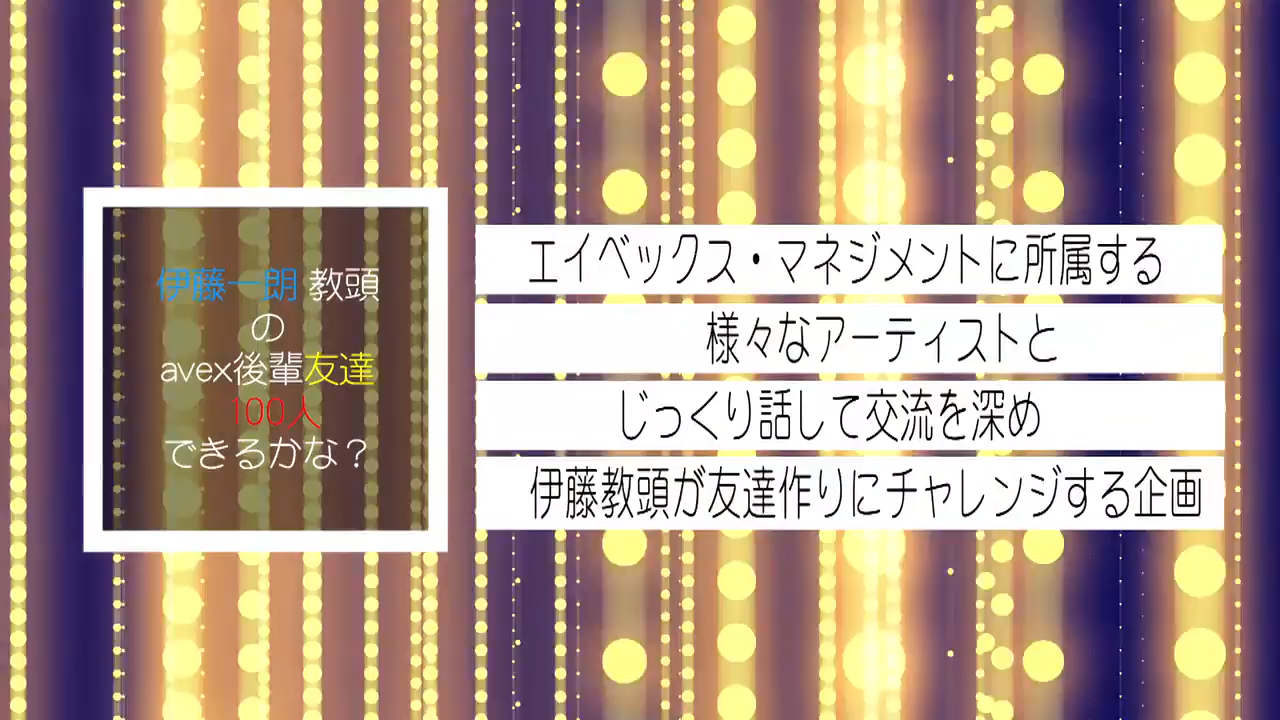 伊藤一朗 教頭
の
avex後輩友達
100人
できるかな？
エイベックス・マネジメントに所属する
様々なアーティストと
じっくり話して交流を深め
伊藤教頭が友達作りにチャレンジする企画